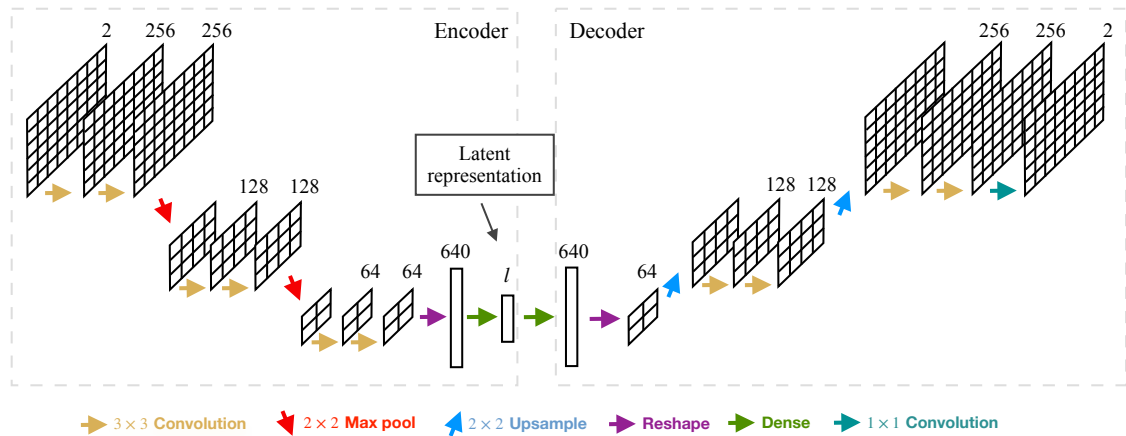 2 256 256 Encoder
Decoder 256 256 2
Latent
representation
128 128
128 128
640 l 640
64 64
64
3 × 3 Convolution
2 × 2 Max pool
2 × 2 Upsample
Reshape
Dense
1 × 1 Convolution